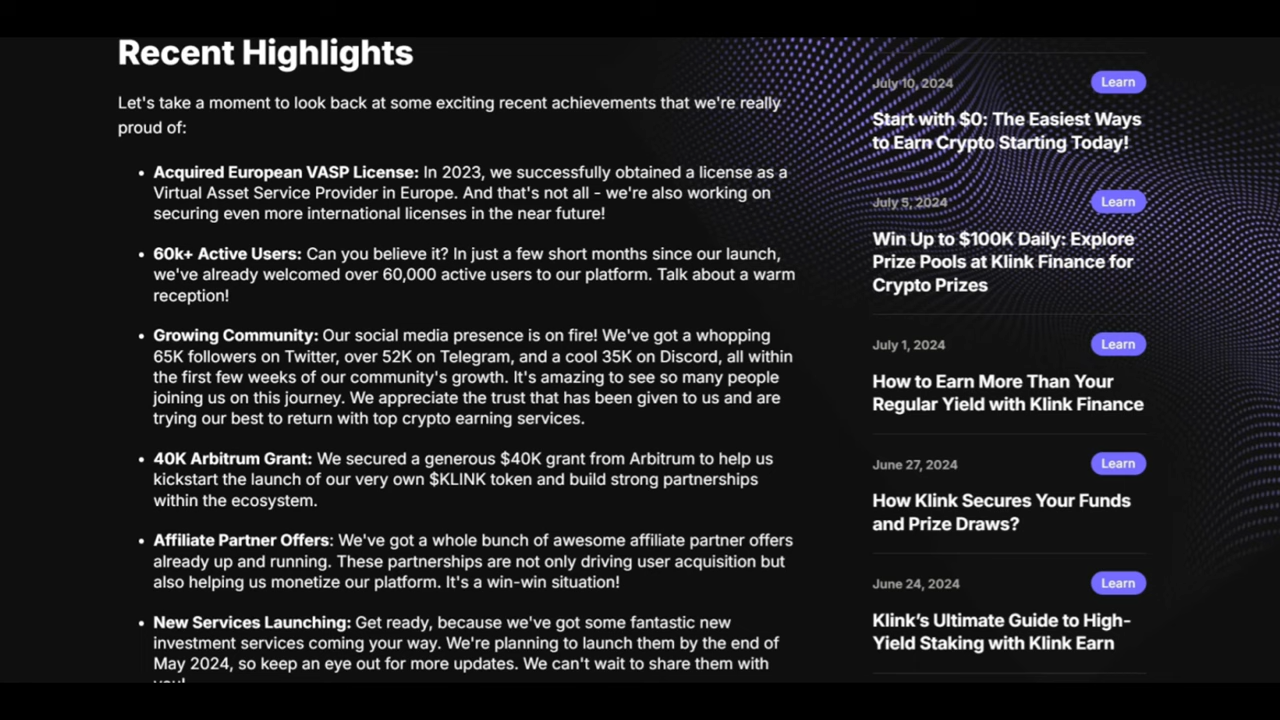 Recent Highlights
Let's take a moment to look back at some exciting recent achievements that we're really
proud of:
• Acquired European VASP License: In 2023, we successfully obtained a license as a
Virtual Asset Service Provider in Europe. And that's not all - we're also working on
securing even more international licenses in the near future!
• 60k+ Active Users: Can you believe it? In just a few short months since our launch,
we've already welcomed over 60,000 active users to our platform. Talk about a warm
reception!
• Growing Community: Our social media presence is on fire! We've got a whopping
65K followers on Twitter, over 52K on Telegram, and a cool 35K on Discord, all within
the first few weeks of our community's growth. It's amazing to see so many people
joining us on this journey. We appreciate the trust that has been given to us and are
trying our best to return with top crypto earning services.
• 40K Arbitrum Grant: We secured a generous $40K grant from Arbitrum to help us
kickstart the launch of our very own $KLINK token and build strong partnerships
within the ecosystem.
• Affiliate Partner Offers: We've got a whole bunch of awesome affiliate partner offers
already up and running. These partnerships are not only driving user acquisition but
also helping us monetize our platform. It's a win-win situation!
• New Services Launching: Get ready, because we've got some fantastic new
investment services coming your way. We're planning to launch them by the end of
May 2024, so keep an eye out for more updates. We can't wait to share them with
you!
July 10, 2024 Learn
Start with $0: The Easiest Ways
to Earn Crypto Starting Today!
July 5, 2024 Learn
Win Up to $100K Daily: Explore
Prize Pools at Klink Finance for
Crypto Prizes
July 1, 2024 Learn
How to Earn More Than Your
Regular Yield with Klink Finance
June 27, 2024 Learn
How Klink Secures Your Funds
and Prize Draws?
June 24, 2024 Learn
Klink’s Ultimate Guide to High-
Yield Staking with Klink Earn